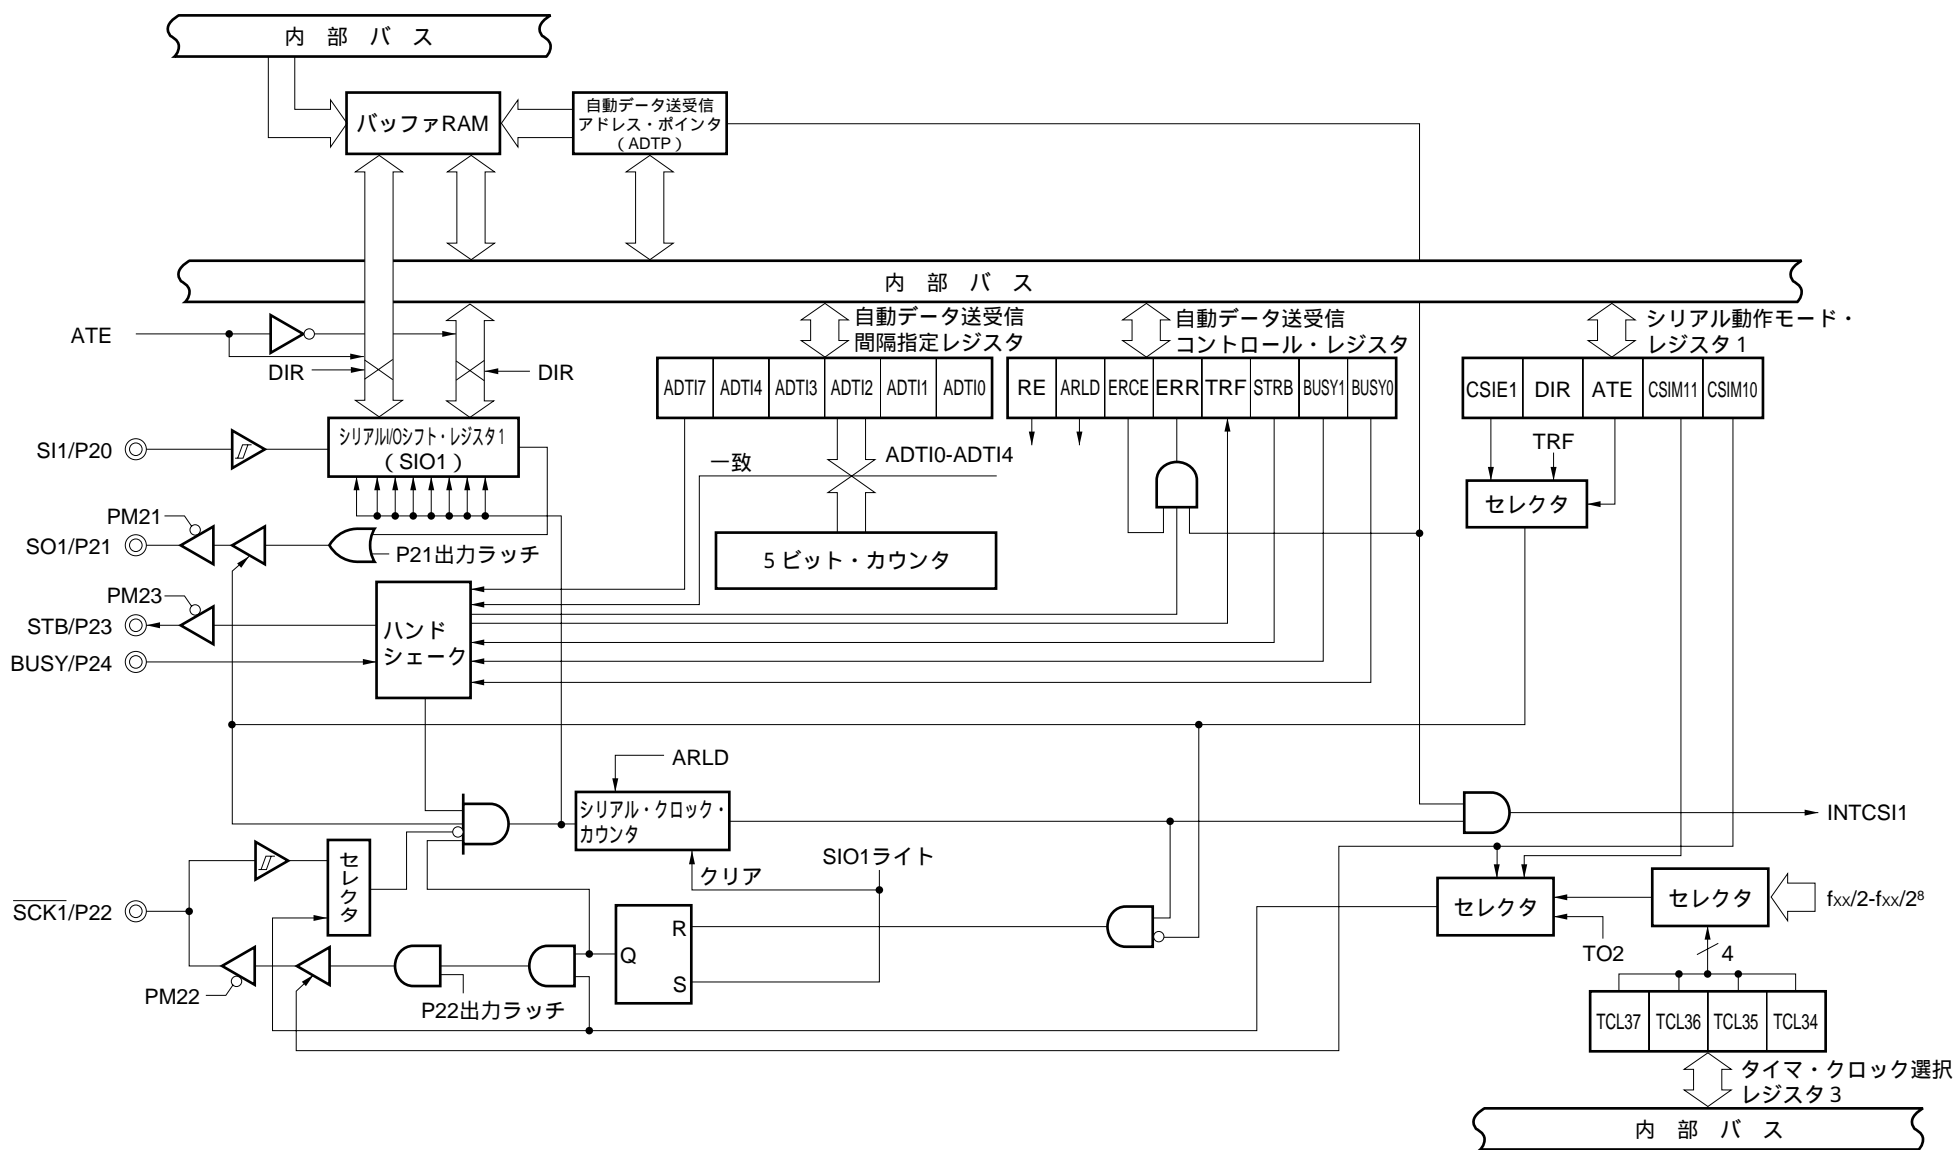 内部バス
バッファRAM
自動データ送受信
アドレス・ポインタ
(ADTP)
内部バス
ATE
DIR
DIR
自動データ送受信
間隔指定レジスタ
自動データ送受信
コントロール・レジスタ
シリアル動作モード・
レジスタ1
ADTI7 ADTI4 ADTI3 ADTI2 ADTI1 ADTI0
RE ARLD ERCE ERR TRF STRB BUSY1 BUSY0
CSIE1 DIR ATE CSIM11 CSIM10
SI1/P20
シリアルI/Oシフト・レジスタ1
(SIO1)
一致
ADTI0-ADTI4
TRF
セレクタ
PM21
SO1/P21
P21出力ラッチ
5ビット・カウンタ
PM23
STB/P23
BUSY/P24
ハンド
シェーク
ARLD
シリアル・クロック・
カウンタ
INTCSI1
クリア
SIO1ライト
セレクタ
SCK1/P22
セレクタ
セレクタ
fxx/2-fxx/2⁸
TO2
4
R
Q
S
PM22
P22出力ラッチ
TCL37 TCL36 TCL35 TCL34
タイマ・クロック選択
レジスタ3
内部バス